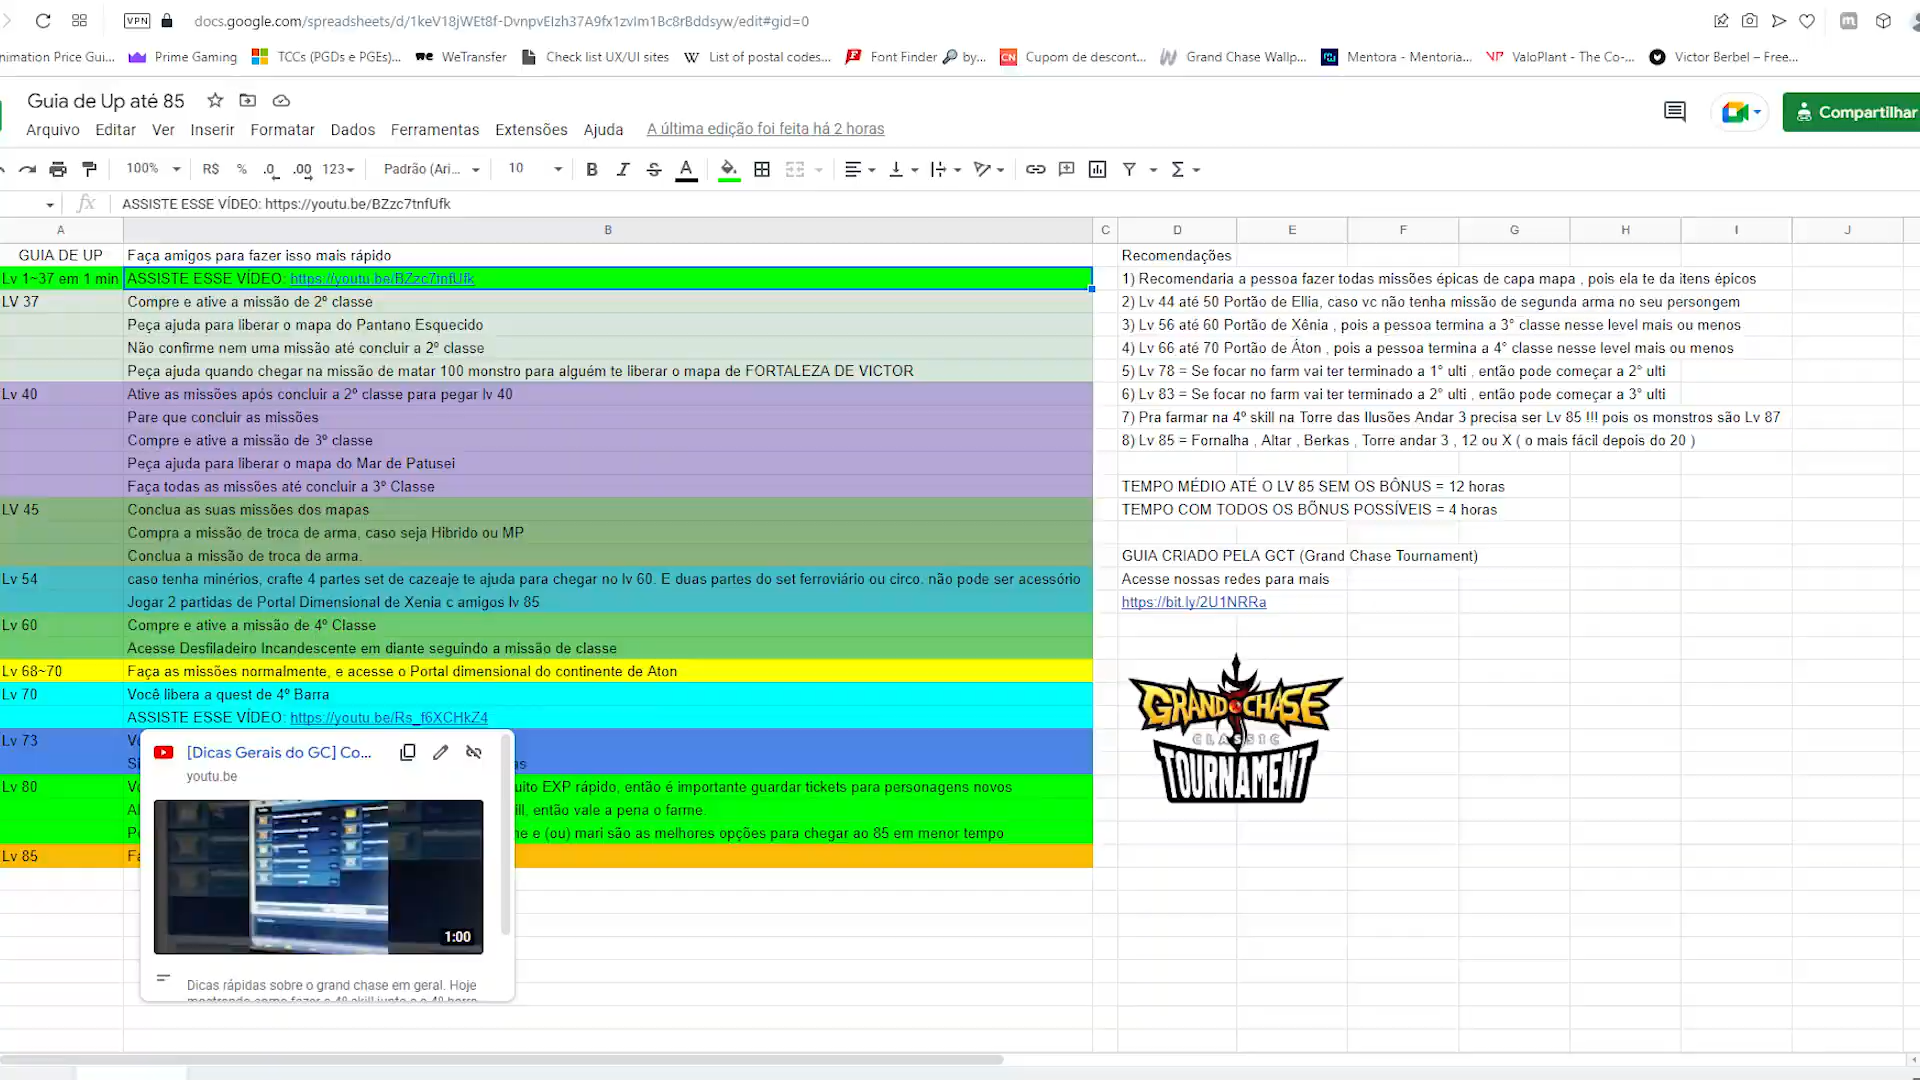 VPN docs.google.com/spreadsheets/d/1keV18jWEt8f-DvnpvEIzh37A9fx1zvIm1Bc8rBddsyw/edit#gid=0
nimation Price Gui... Prime Gaming TCCs (PGDs e PGEs)... WeTransfer Check list UX/UI sites List of postal codes... Font Finder 🔎 by... Cupom de descont... Grand Chase Wallp... Mentora - Mentoria... ValoPlant - The Co-... Victor Berbel – Free...
Guia de Up até 85
Compartilhar
Arquivo Editar Ver Inserir Formatar Dados Ferramentas Extensões Ajuda A última edição foi feita há 2 horas
100% R$ % .0 .00 123 Padrão (Ari... 10
fx ASSISTE ESSE VÍDEO: https://youtu.be/BZzc7tnfUfk
A B C D E F G H I J
GUIA DE UP Faça amigos para fazer isso mais rápido Recomendações
Lv 1~37 em 1 min ASSISTE ESSE VÍDEO: https://youtu.be/BZzc7tnfUfk 1) Recomendaria a pessoa fazer todas missões épicas de capa mapa , pois ela te da itens épicos
LV 37 Compre e ative a missão de 2º classe 2) Lv 44 até 50 Portão de Ellia, caso vc não tenha missão de segunda arma no seu persongem
Peça ajuda para liberar o mapa do Pantano Esquecido 3) Lv 56 até 60 Portão de Xênia , pois a pessoa termina a 3° classe nesse level mais ou menos
Não confirme nem uma missão até concluir a 2º classe 4) Lv 66 até 70 Portão de Áton , pois a pessoa termina a 4° classe nesse level mais ou menos
Peça ajuda quando chegar na missão de matar 100 monstro para alguém te liberar o mapa de FORTALEZA DE VICTOR 5) Lv 78 = Se focar no farm vai ter terminado a 1° ulti , então pode começar a 2° ulti
Lv 40 Ative as missões após concluir a 2º classe para pegar lv 40 6) Lv 83 = Se focar no farm vai ter terminado a 2° ulti , então pode começar a 3° ulti
Pare que concluir as missões 7) Pra farmar na 4º skill na Torre das Ilusões Andar 3 precisa ser Lv 85 !!! pois os monstros são Lv 87
Compre e ative a missão de 3º classe 8) Lv 85 = Fornalha , Altar , Berkas , Torre andar 3 , 12 ou X ( o mais fácil depois do 20 )
Peça ajuda para liberar o mapa do Mar de Patusei
Faça todas as missões até concluir a 3º Classe TEMPO MÉDIO ATÉ O LV 85 SEM OS BÔNUS = 12 horas
LV 45 Conclua as suas missões dos mapas TEMPO COM TODOS OS BÕNUS POSSÍVEIS = 4 horas
Compra a missão de troca de arma, caso seja Hibrido ou MP
Conclua a missão de troca de arma. GUIA CRIADO PELA GCT (Grand Chase Tournament)
Lv 54 caso tenha minérios, crafte 4 partes set de cazeaje te ajuda para chegar no lv 60. E duas partes do set ferroviário ou circo. não pode ser acessório Acesse nossas redes para mais
Jogar 2 partidas de Portal Dimensional de Xenia c amigos lv 85 https://bit.ly/2U1NRRa
Lv 60 Compre e ative a missão de 4º Classe
Acesse Desfiladeiro Incandescente em diante seguindo a missão de classe
Lv 68~70 Faça as missões normalmente, e acesse o Portal dimensional do continente de Aton
Lv 70 Você libera a quest de 4º Barra
ASSISTE ESSE VÍDEO: https://youtu.be/Rs_f6XCHkZ4
GRAND CHASE
CLASSIC
TOURNAMENT
Lv 73
[Dicas Gerais do GC] Co...
youtu.be
as
Lv 80 uito EXP rápido, então é importante guardar tickets para personagens novos
ill, então vale a pena o farme.
ne e (ou) mari são as melhores opções para chegar ao 85 em menor tempo
Lv 85
1:00
Dicas rápidas sobre o grand chase em geral. Hoje